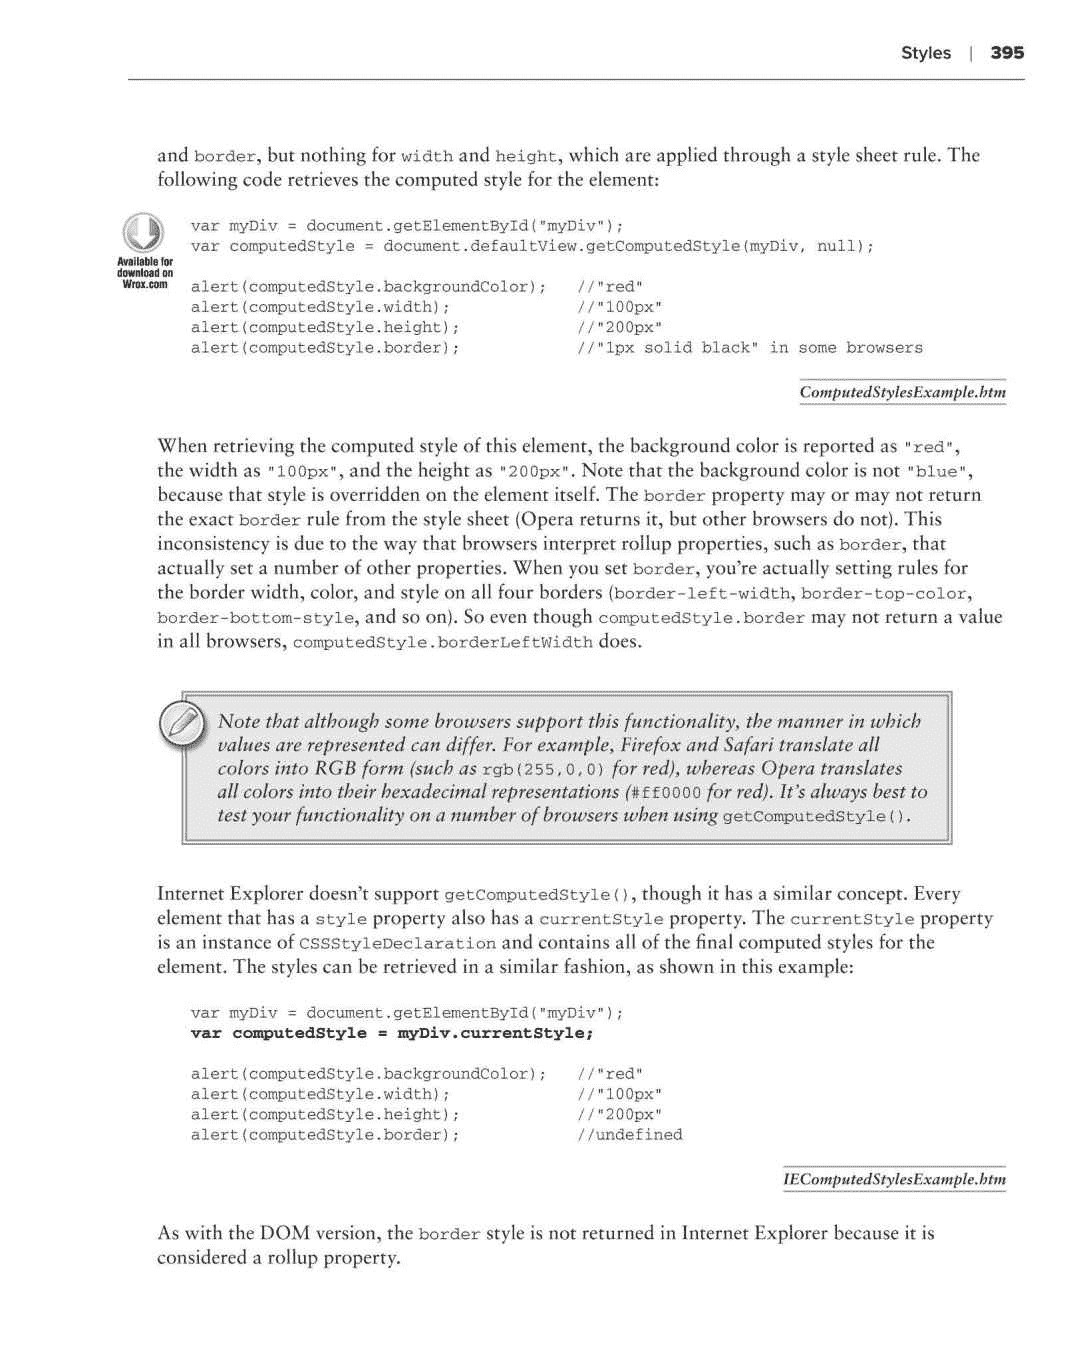 Styles | 395
and border, but nothing for width and height, which are applied through a style sheet rule. The
following code retrieves the computed style for the element:
Available for
download on
Wrox.com
var myDiv = document.getElementById("myDiv");
var computedStyle = document.defaultView.getComputedStyle(myDiv, null);
alert(computedStyle.backgroundColor); //"red"
alert(computedStyle.width); //"100px"
alert(computedStyle.height); //"200px"
alert(computedStyle.border); //"1px solid black" in some browsers
ComputedStylesExample.htm
When retrieving the computed style of this element, the background color is reported as "red",
the width as "100px", and the height as "200px". Note that the background color is not "blue",
because that style is overridden on the element itself. The border property may or may not return
the exact border rule from the style sheet (Opera returns it, but other browsers do not). This
inconsistency is due to the way that browsers interpret rollup properties, such as border, that
actually set a number of other properties. When you set border, you're actually setting rules for
the border width, color, and style on all four borders (border-left-width, border-top-color,
border-bottom-style, and so on). So even though computedStyle.border may not return a value
in all browsers, computedStyle.borderLeftWidth does.
Note that although some browsers support this functionality, the manner in which
values are represented can differ. For example, Firefox and Safari translate all
colors into RGB form (such as rgb(255,0,0) for red), whereas Opera translates
all colors into their hexadecimal representations (#ff0000 for red). It's always best to
test your functionality on a number of browsers when using getComputedStyle().
Internet Explorer doesn't support getComputedStyle(), though it has a similar concept. Every
element that has a style property also has a currentStyle property. The currentStyle property
is an instance of CSSStyleDeclaration and contains all of the final computed styles for the
element. The styles can be retrieved in a similar fashion, as shown in this example:
var myDiv = document.getElementById("myDiv");
var computedStyle = myDiv.currentStyle;
alert(computedStyle.backgroundColor); //"red"
alert(computedStyle.width); //"100px"
alert(computedStyle.height); //"200px"
alert(computedStyle.border); //undefined
IEComputedStylesExample.htm
As with the DOM version, the border style is not returned in Internet Explorer because it is
considered a rollup property.